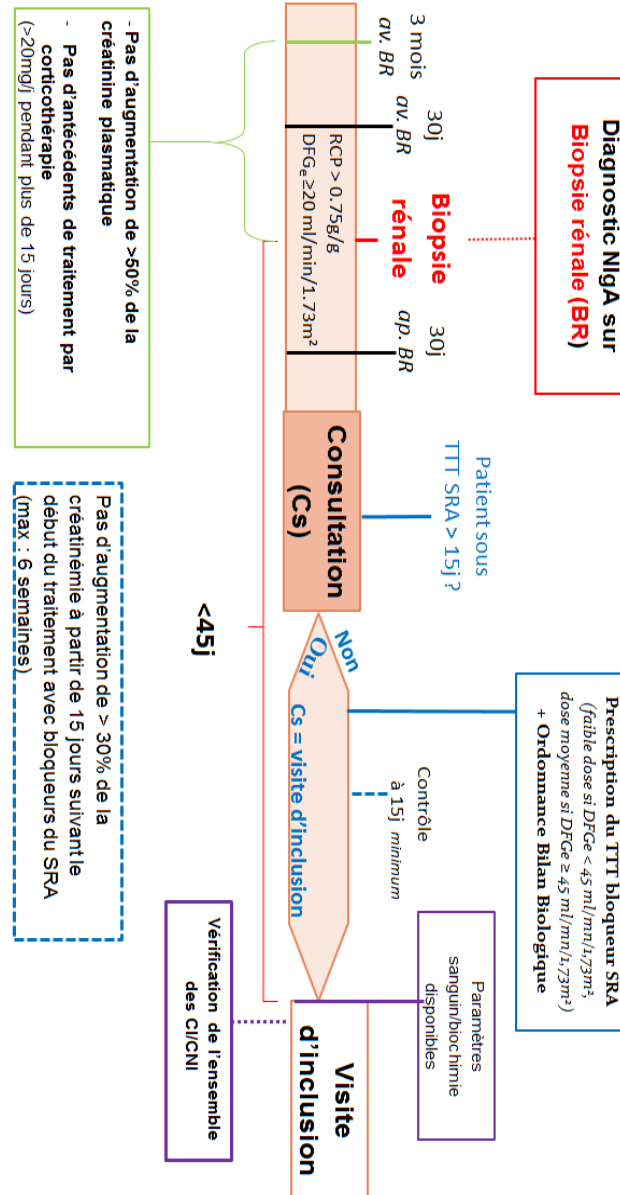 Diagnostic NIgA sur
Biopsie rénale (BR)
3 mois
av. BR
30j
av. BR
Biopsie
rénale
30j
ap. BR
RCP > 0.75g/g
DFGe ≥20 ml/min/1.73m²
- Pas d'augmentation de >50% de la
créatinine plasmatique
- Pas d'antécédents de traitement par
corticothérapie
(>20mg/j pendant plus de 15 jours)
Patient sous
TTT SRA > 15j ?
Consultation
(Cs)
<45j
Pas d'augmentation de > 30% de la
créatinémie à partir de 15 jours suivant le
début du traitement avec bloqueurs du SRA
(max : 6 semaines)
Prescription du TTT bloqueur SRA
(faible dose si DFGe < 45 ml/mn/1,73m²,
dose moyenne si DFGe ≥ 45 ml/mn/1,73m²)
+ Ordonnance Bilan Biologique
Non
Oui
Cs = visite d'inclusion
Contrôle
à 15j minimum
Paramètres
sanguin/biochimie
disponibles
Vérification de l'ensemble
des CI/CNI
Visite
d'inclusion